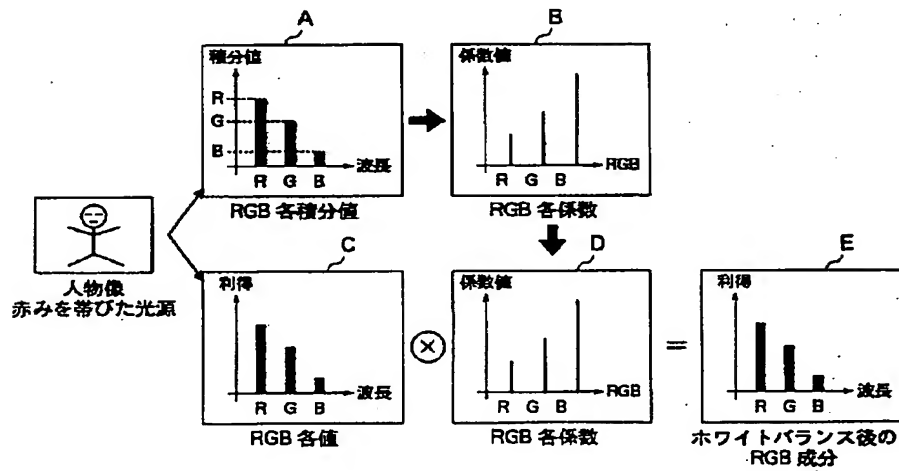 A
積分値
R
G
B
波長
R G B
RGB 各積分値
B
係数値
RGB
R G B
RGB 各係数
人物像
赤みを帯びた光源
C
利得
波長
R G B
RGB 各値
×
D
係数値
RGB
R G B
RGB 各係数
=
E
利得
波長
R G B
ホワイトバランス後の
RGB 成分